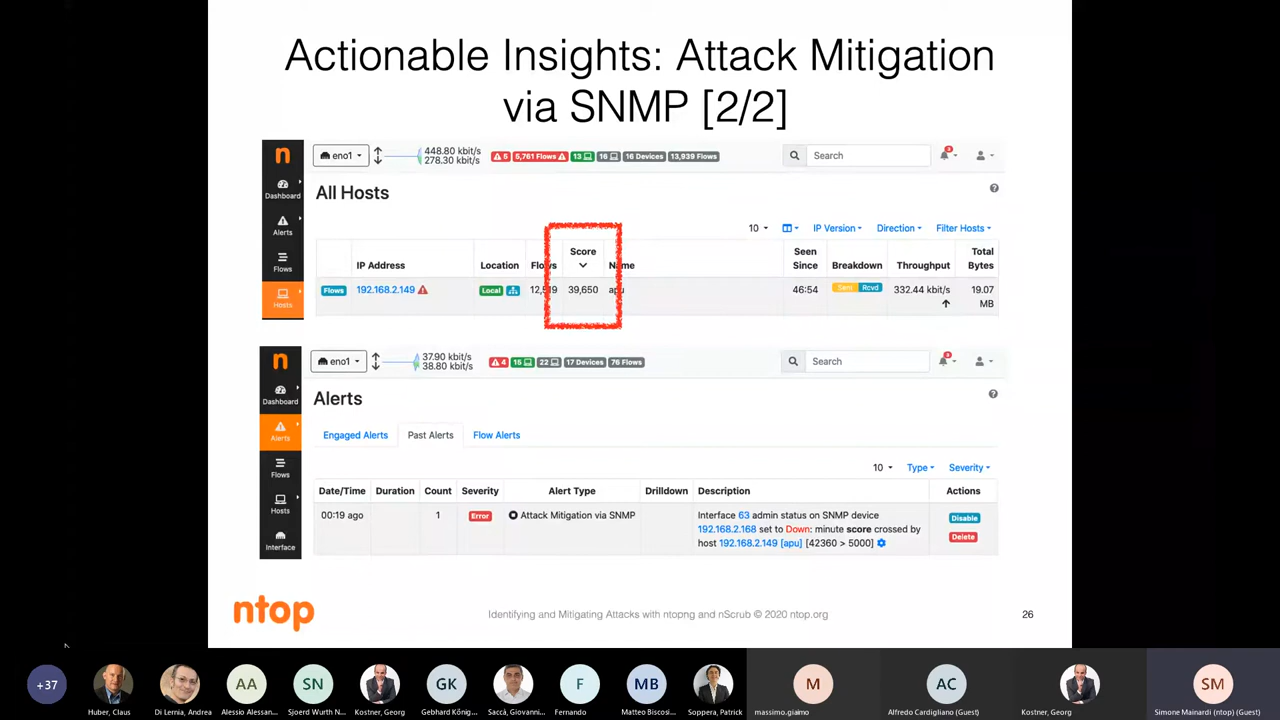 Actionable Insights: Attack Mitigation
via SNMP [2/2]
n
eno1
448.80 kbit/s
278.30 kbit/s
5
5,761 Flows
13
16
16 Devices
13,939 Flows
Search
3
Dashboard
Alerts
Flows
Hosts
All Hosts
10
IP Version
Direction
Filter Hosts
IP Address
Location
Flows
Score
Name
Seen Since
Breakdown
Throughput
Total Bytes
Flows
192.168.2.149
Local
39,650
apu
46:54
Sent
Rcvd
332.44 kbit/s
19.07 MB
n
eno1
37.90 kbit/s
38.80 kbit/s
4
15
22
17 Devices
76 Flows
Search
3
Dashboard
Alerts
Flows
Hosts
Interface
Alerts
Engaged Alerts
Past Alerts
Flow Alerts
10
Type
Severity
Date/Time
Duration
Count
Severity
Alert Type
Drilldown
Description
Actions
00:19 ago
1
Error
Attack Mitigation via SNMP
Interface 63 admin status on SNMP device
192.168.2.168 set to Down: minute score crossed by
host 192.168.2.149 [apu] [42360 > 5000]
Disable
Delete
ntop
Identifying and Mitigating Attacks with ntopng and nScrub © 2020 ntop.org
26
+37
AA
SN
GK
F
MB
M
AC
SM
Huber, Claus
Di Lernia, Andrea
Alessio Alessan...
Sjoerd Wurth N...
Kostner, Georg
Gebhard König...
Saccà, Giovanni...
Fernando
Matteo Biscosi...
Soppera, Patrick
massimo.giaimo
Alfredo Cardigliano (Guest)
Kostner, Georg
Simone Mainardi (ntop) (Guest)